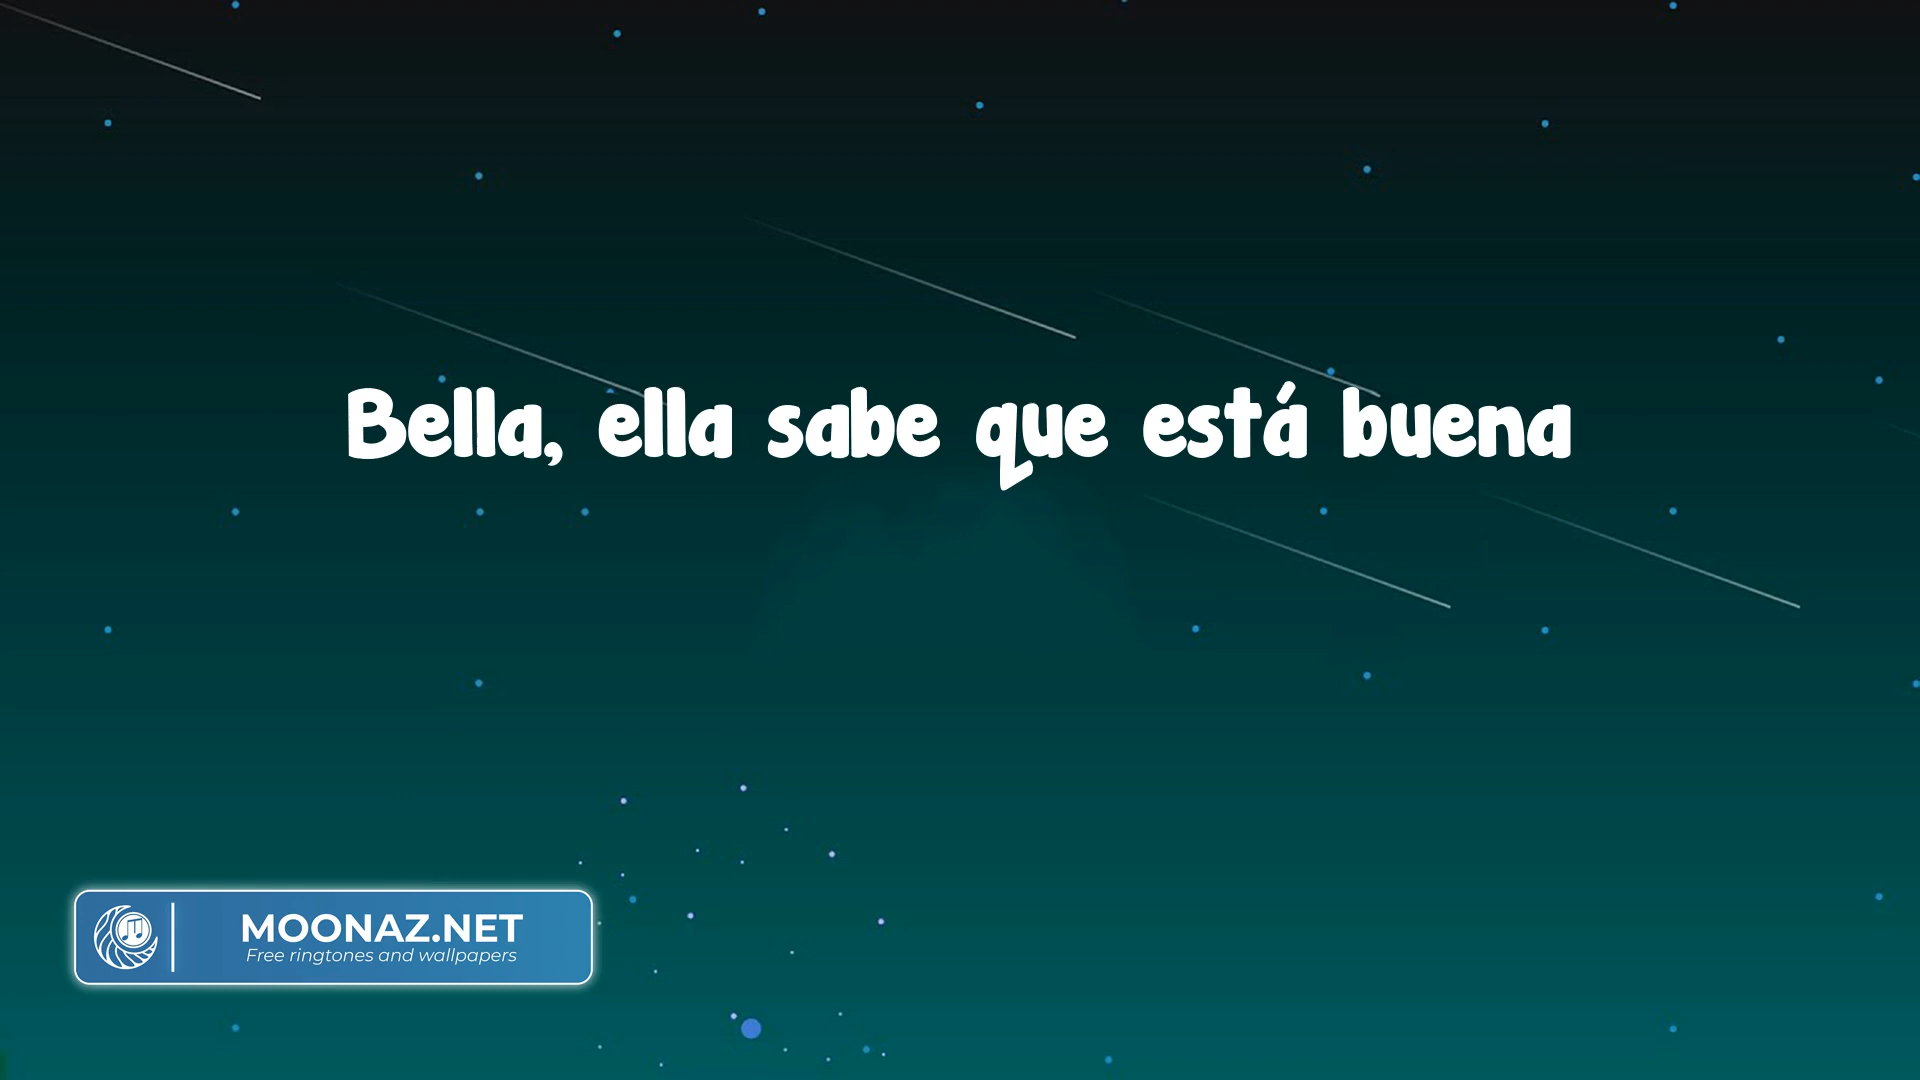 Bella, ella sabe que está buena
MOONAZ.NET
Free ringtones and wallpapers